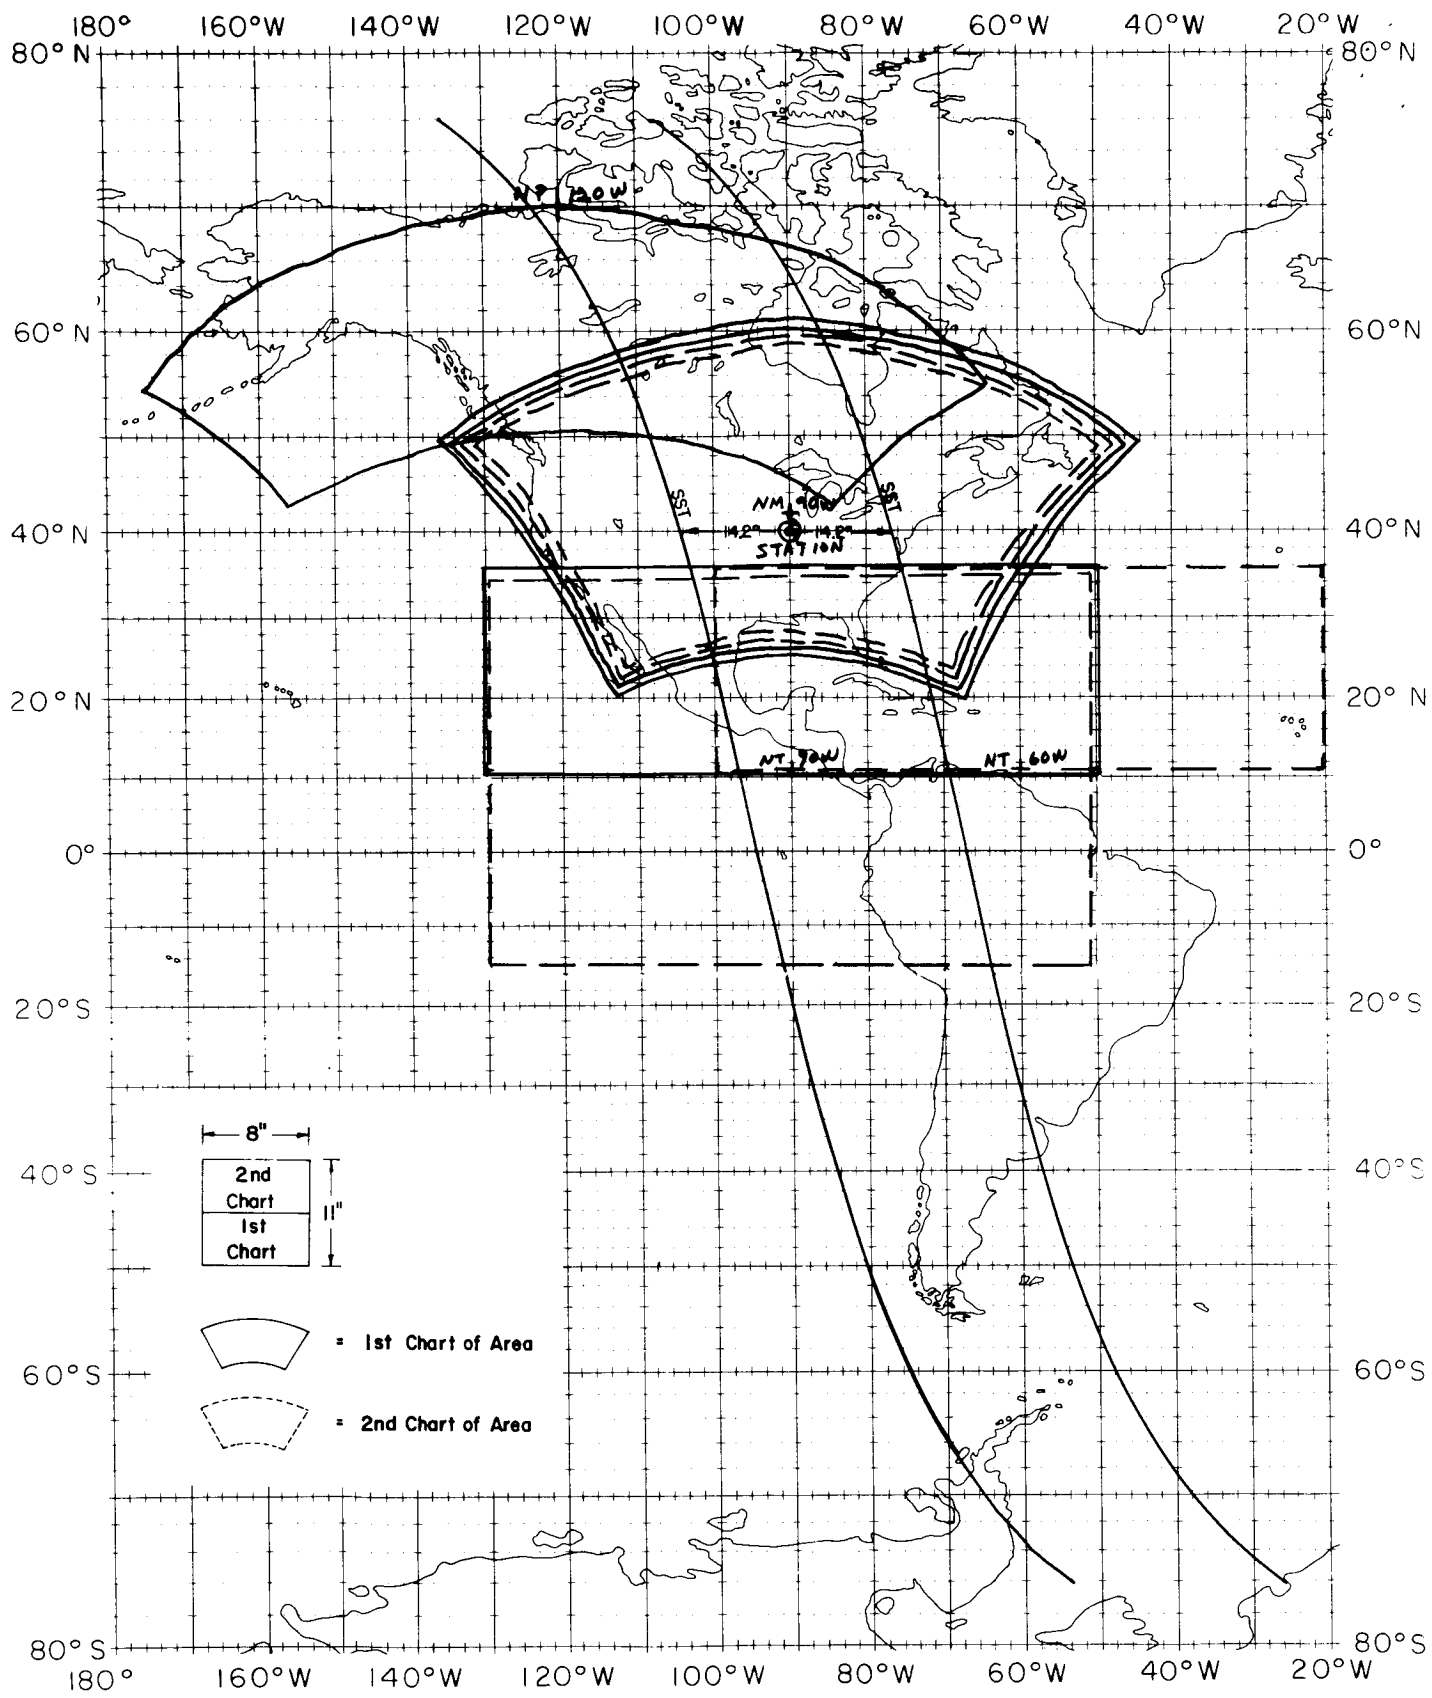 180° 160°W 140°W 120°W 100°W 80°W 60°W 40°W 20°W
80°N 80°N
NP 120W
60°N 60°N
SST SST
NM 90W
40°N 14.29 14.29 40°N
STATION
20°N 20°N
NT 90W NT 60W
0° 0°
20°S 20°S
8"
40°S 2nd 40°S
Chart 11"
1st
Chart
= 1st Chart of Area
60°S 60°S
= 2nd Chart of Area
80°S 80°S
180° 160°W 140°W 120°W 100°W 80°W 60°W 40°W 20°W